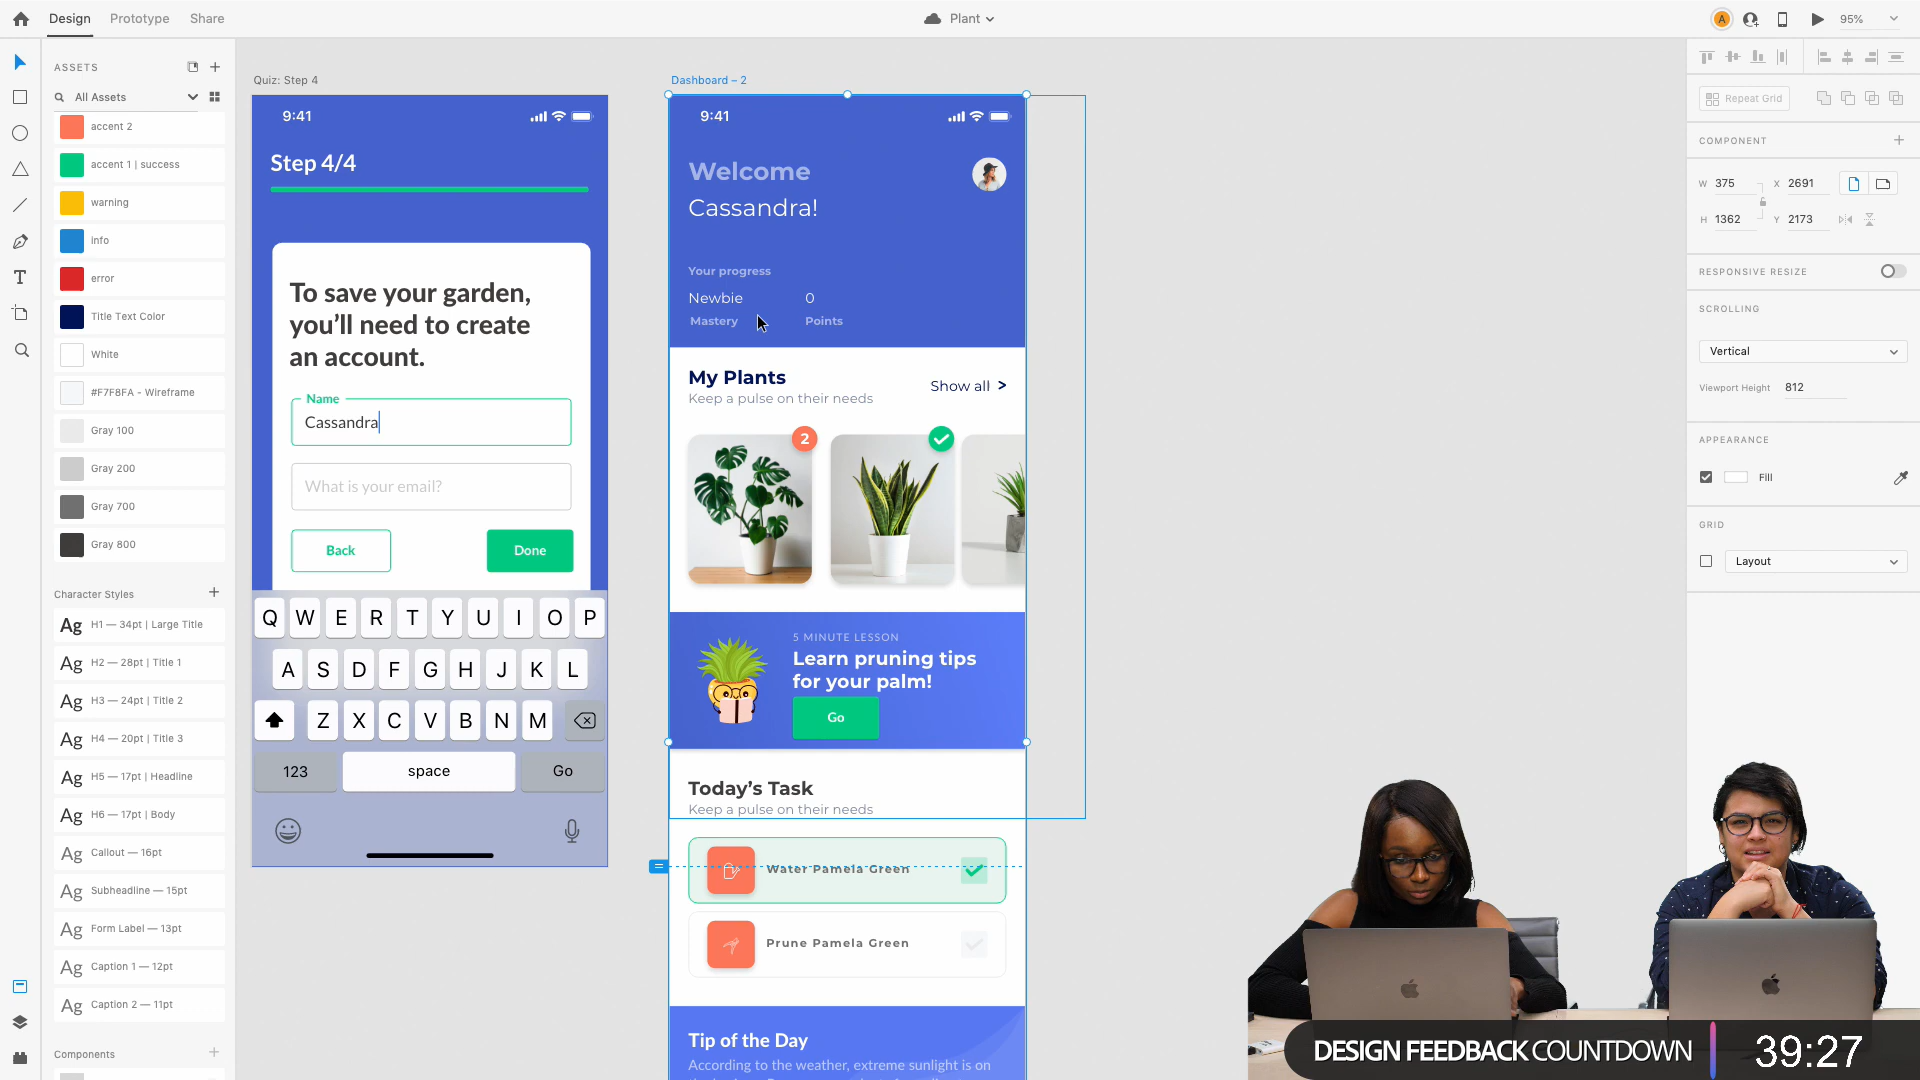 Design
Prototype
Share
Plant
A
95%
ASSETS
All Assets
accent 2
accent 1 | success
warning
info
error
Title Text Color
White
#F7F8FA - Wireframe
Gray 100
Gray 200
Gray 700
Gray 800
Character Styles
Ag H1 — 34pt | Large Title
Ag H2 — 28pt | Title 1
Ag H3 — 24pt | Title 2
Ag H4 — 20pt | Title 3
Ag H5 — 17pt | Headline
Ag H6 — 17pt | Body
Ag Callout — 16pt
Ag Subheadline — 15pt
Ag Form Label — 13pt
Ag Caption 1 — 12pt
Ag Caption 2 — 11pt
Components
Quiz: Step 4
9:41
Step 4/4
To save your garden,
you'll need to create
an account.
Name
Cassandra
What is your email?
Back
Done
Q W E R T Y U I O P
A S D F G H J K L
Z X C V B N M
123
space
Go
Dashboard – 2
9:41
Welcome
Cassandra!
Your progress
Newbie 0
Mastery Points
My Plants
Keep a pulse on their needs
Show all >
2
5 MINUTE LESSON
Learn pruning tips
for your palm!
Go
Today's Task
Keep a pulse on their needs
Water Pamela Green
Prune Pamela Green
Tip of the Day
According to the weather, extreme sunlight is on
Repeat Grid
COMPONENT
W 375 X 2691
H 1362 Y 2173
RESPONSIVE RESIZE
SCROLLING
Vertical
Viewport Height 812
APPEARANCE
Fill
GRID
Layout
DESIGN FEEDBACK COUNTDOWN
39:27